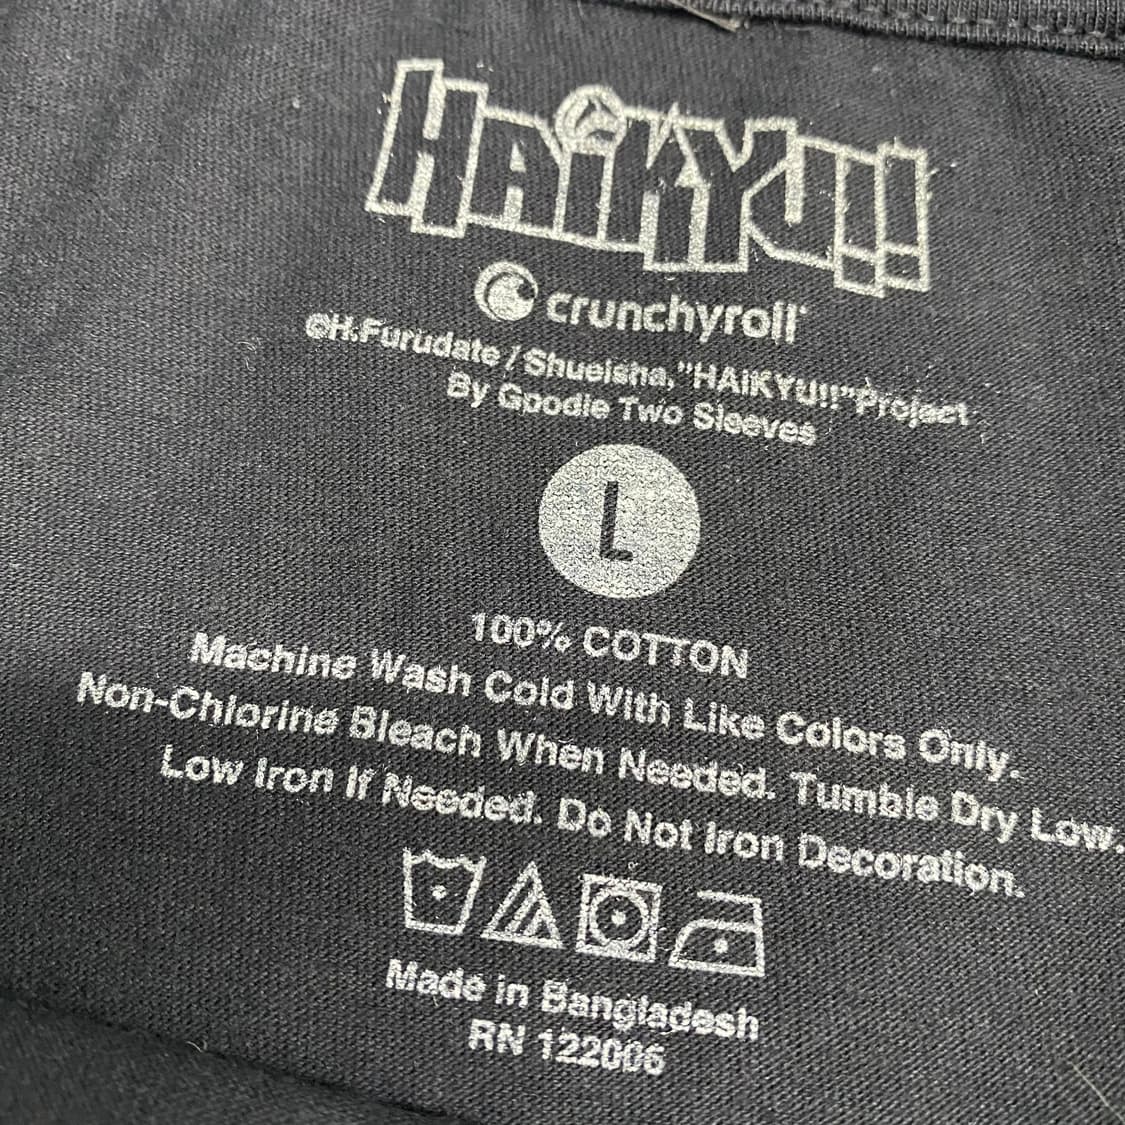 HAiKYU!!
crunchyroll
©H.Furudate / Shueisha,"HAIKYU!!"Project
By Goodie Two Sleeves
L
100% COTTON
Machine Wash Cold With Like Colors Only.
Non-Chlorine Bleach When Needed. Tumble Dry Low.
Low Iron If Needed. Do Not Iron Decoration.
Made in Bangladesh
RN 122006